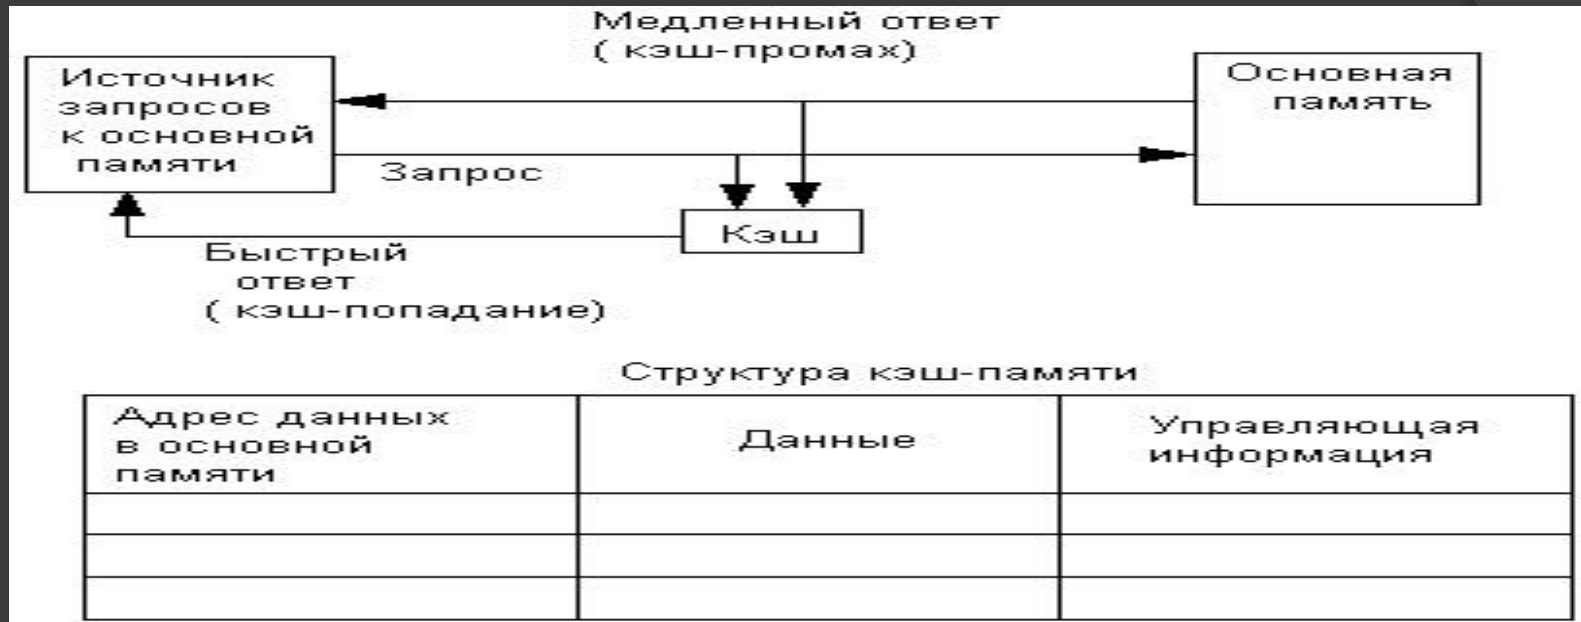 Медленный ответ
( кэш-промах)
Источник
запросов
к основной
памяти
Основная
память
Запрос
Кэш
Быстрый
ответ
( кэш-попадание)
Структура кэш-памяти
Адрес данных
в основной
памяти
Данные
Управляющая
информация